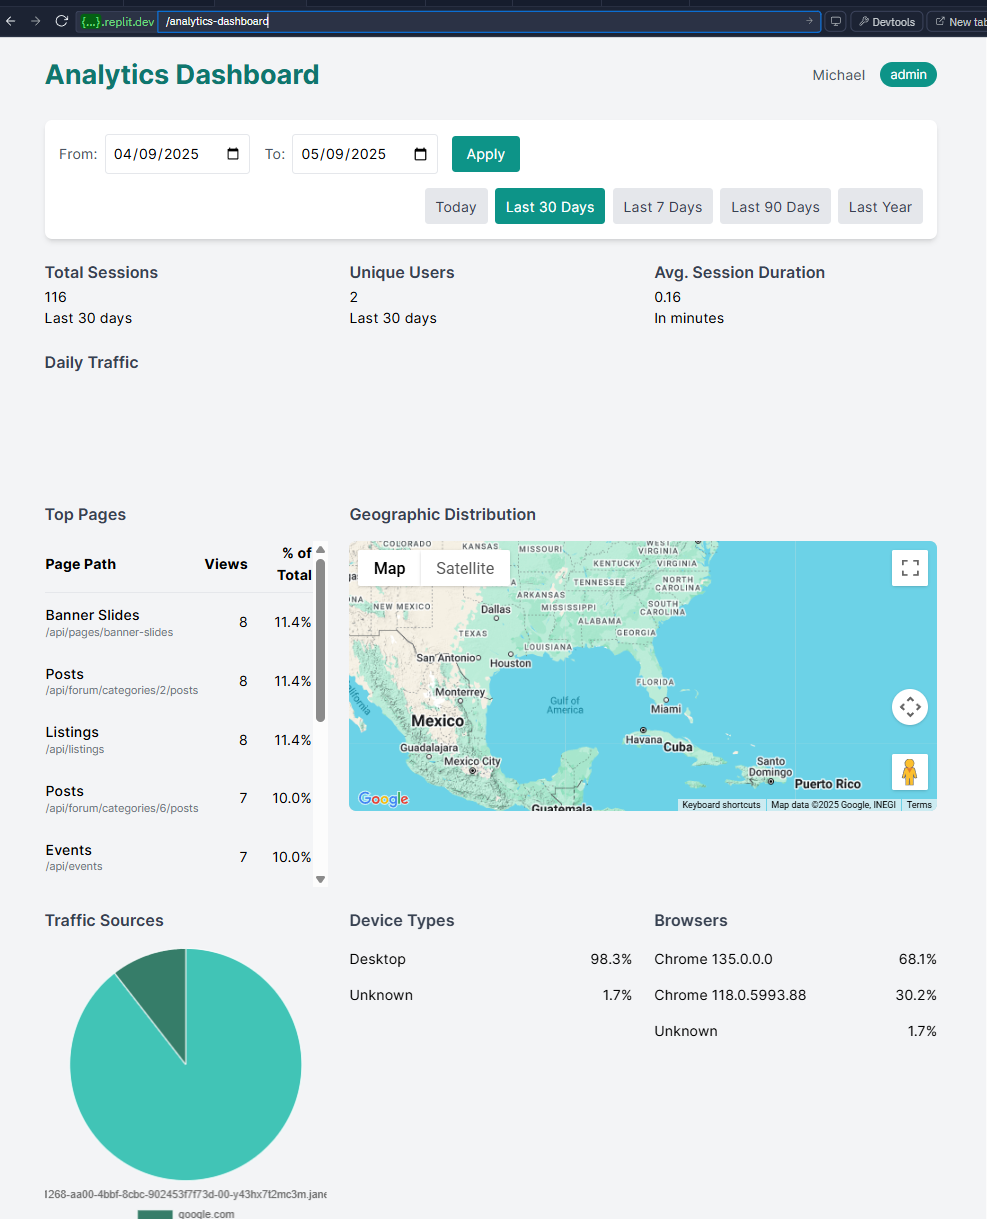 {...}.replit.dev /analytics-dashboard Devtools New tab
Analytics Dashboard
Michael admin
From: 04/09/2025 To: 05/09/2025 Apply
Today Last 30 Days Last 7 Days Last 90 Days Last Year
Total Sessions
116
Last 30 days
Unique Users
2
Last 30 days
Avg. Session Duration
0.16
In minutes
Daily Traffic
Top Pages
Page Path Views % of Total
Banner Slides 8 11.4%
/api/pages/banner-slides
Posts 8 11.4%
/api/forum/categories/2/posts
Listings 8 11.4%
/api/listings
Posts 7 10.0%
/api/forum/categories/6/posts
Events 7 10.0%
/api/events
Geographic Distribution
Map Satellite
COLORADO
KANSAS
MISSOURI
WEST VIRGINIA
KENTUCKY
VIRGINIA
TENNESSEE
NORTH CAROLINA
ARKANSAS
NEW MEXICO
MISSISSIPPI
SOUTH CAROLINA
Dallas
ALABAMA
TEXAS
GEORGIA
LOUISIANA
San Antonio
Houston
FLORIDA
Monterrey
Gulf of America
Miami
Mexico
Havana
Cuba
Guadalajara
Mexico City
Santo Domingo
Puerto Rico
Guatemala
Google
Keyboard shortcuts Map data ©2025 Google, INEGI Terms
Traffic Sources
268-aa00-4bbf-8cbc-902453f7f73d-00-y43hx7t2mc3m.jane
google.com
Device Types
Desktop 98.3%
Unknown 1.7%
Browsers
Chrome 135.0.0.0 68.1%
Chrome 118.0.5993.88 30.2%
Unknown 1.7%